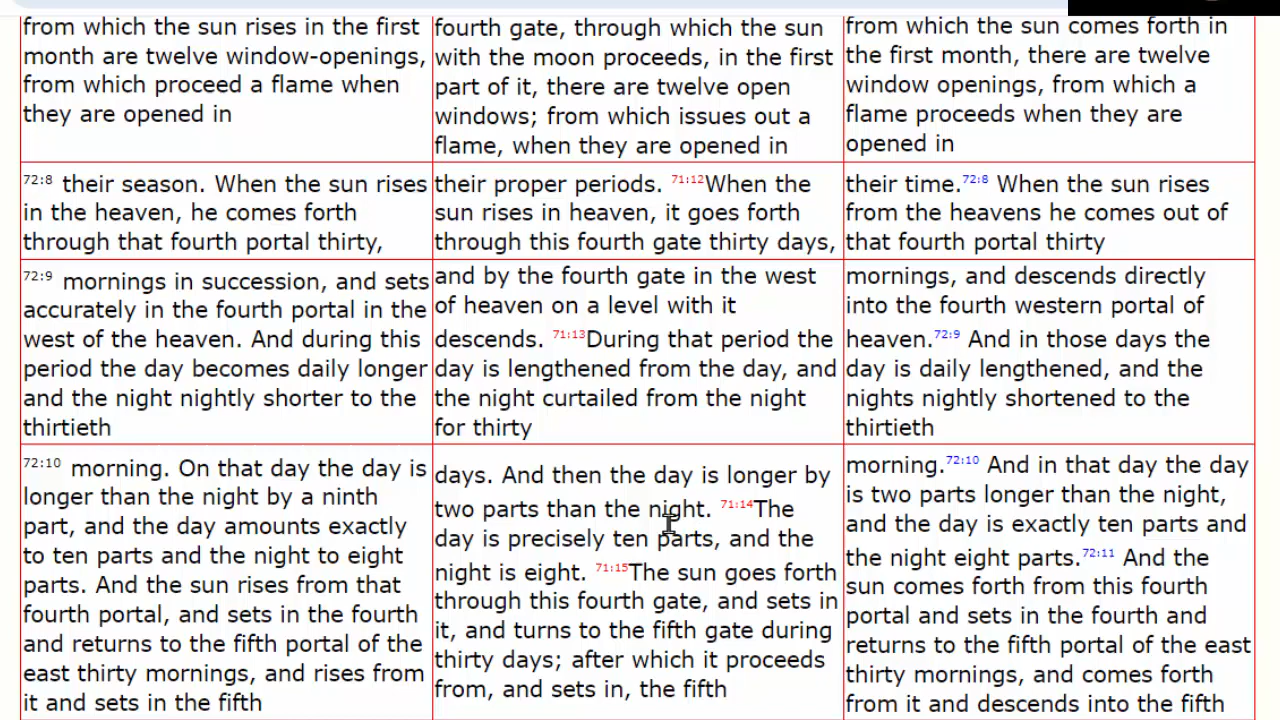 from which the sun rises in the first
month are twelve window-openings,
from which proceed a flame when
they are opened in
fourth gate, through which the sun
with the moon proceeds, in the first
part of it, there are twelve open
windows; from which issues out a
flame, when they are opened in
from which the sun comes forth in
the first month, there are twelve
window openings, from which a
flame proceeds when they are
opened in
72:8 their season. When the sun rises
in the heaven, he comes forth
through that fourth portal thirty,
their proper periods. 71:12When the
sun rises in heaven, it goes forth
through this fourth gate thirty days,
their time.72:8 When the sun rises
from the heavens he comes out of
that fourth portal thirty
72:9 mornings in succession, and sets
accurately in the fourth portal in the
west of the heaven. And during this
period the day becomes daily longer
and the night nightly shorter to the
thirtieth
and by the fourth gate in the west
of heaven on a level with it
descends. 71:13During that period the
day is lengthened from the day, and
the night curtailed from the night
for thirty
mornings, and descends directly
into the fourth western portal of
heaven.72:9 And in those days the
day is daily lengthened, and the
nights nightly shortened to the
thirtieth
72:10 morning. On that day the day is
longer than the night by a ninth
part, and the day amounts exactly
to ten parts and the night to eight
parts. And the sun rises from that
fourth portal, and sets in the fourth
and returns to the fifth portal of the
east thirty mornings, and rises from
it and sets in the fifth
days. And then the day is longer by
two parts than the night. 71:14The
day is precisely ten parts, and the
night is eight. 71:15The sun goes forth
through this fourth gate, and sets in
it, and turns to the fifth gate during
thirty days; after which it proceeds
from, and sets in, the fifth
morning.72:10 And in that day the day
is two parts longer than the night,
and the day is exactly ten parts and
the night eight parts.72:11 And the
sun comes forth from this fourth
portal and sets in the fourth and
returns to the fifth portal of the east
thirty mornings, and comes forth
from it and descends into the fifth